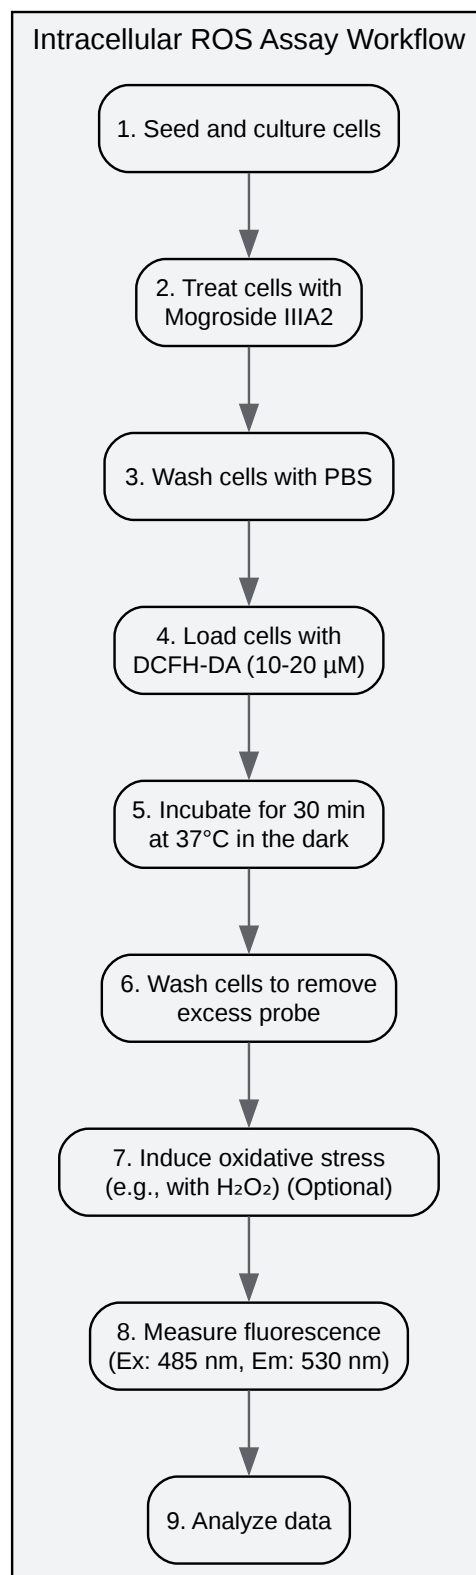 Intracellular ROS Assay Workflow
1. Seed and culture cells
2. Treat cells with
Mogroside IIIA2
3. Wash cells with PBS
4. Load cells with
DCFH-DA (10-20 µM)
5. Incubate for 30 min
at 37°C in the dark
6. Wash cells to remove
excess probe
7. Induce oxidative stress
(e.g., with H₂O₂) (Optional)
8. Measure fluorescence
(Ex: 485 nm, Em: 530 nm)
9. Analyze data